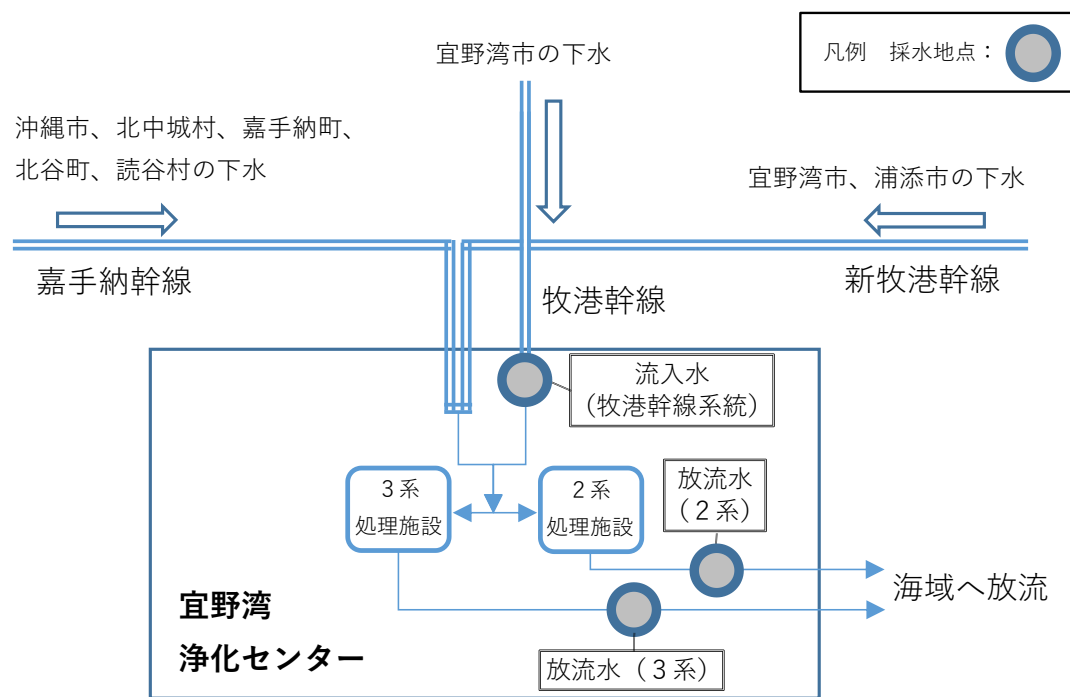 宜野湾市の下水
凡例　採水地点：
沖縄市、北中城村、嘉手納町、
北谷町、読谷村の下水
宜野湾市、浦添市の下水
嘉手納幹線
牧港幹線
新牧港幹線
流入水
(牧港幹線系統)
３系
処理施設
２系
処理施設
放流水
（２系）
海域へ放流
宜野湾
浄化センター
放流水（３系）